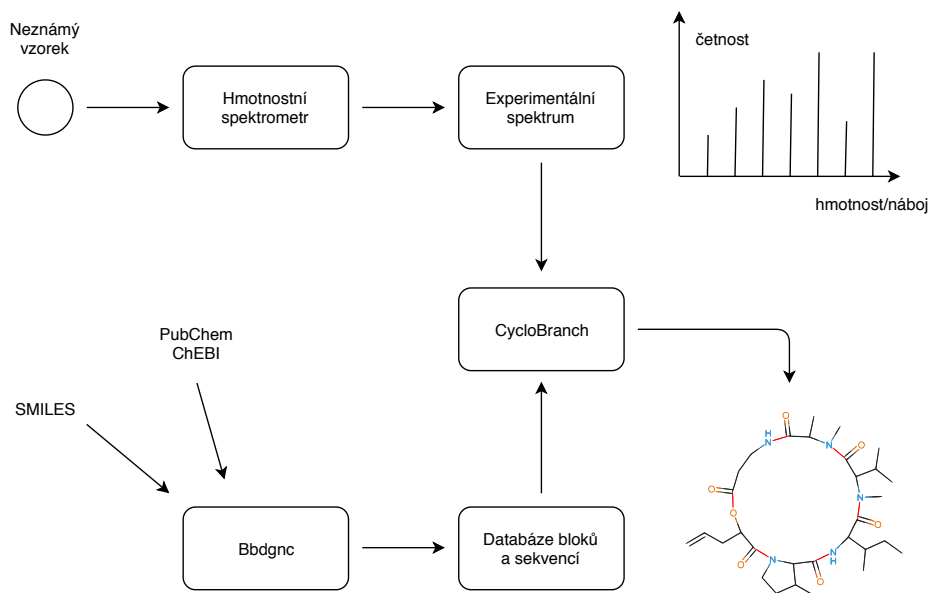 Neznámý
vzorek
Hmotnostní
spektrometr
Experimentální
spektrum
četnost
hmotnost/náboj
CycloBranch
PubChem
ChEBI
SMILES
Bbdgnc
Databáze bloků
a sekvencí
H
N
O
N
O
O
O
N
O
O
N
O
N
H
O